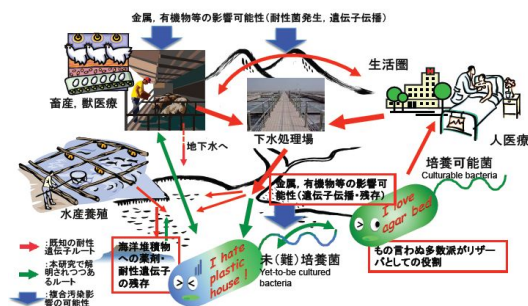 金属, 有機物等の影響可能性(耐性菌発生, 遺伝子伝播)
生活圏
畜産, 獣医療
下水処理場
人医療
地下水へ
培養可能菌
Culturable bacteria
水産養殖
金属, 有機物等の影響可
能性(遺伝子伝播・残存)
I love
agar bed
:既知の耐性
遺伝子ルート
:本研究で解
明されつつあ
るルート
:複合汚染影
響の可能性
海洋堆積物
への薬剤・
耐性遺伝子
の残存
I hate
plastic
house !
未(難)培養菌
Yet-to-be cultured
bacteria
もの言わぬ多数派がリザー
バとしての役割